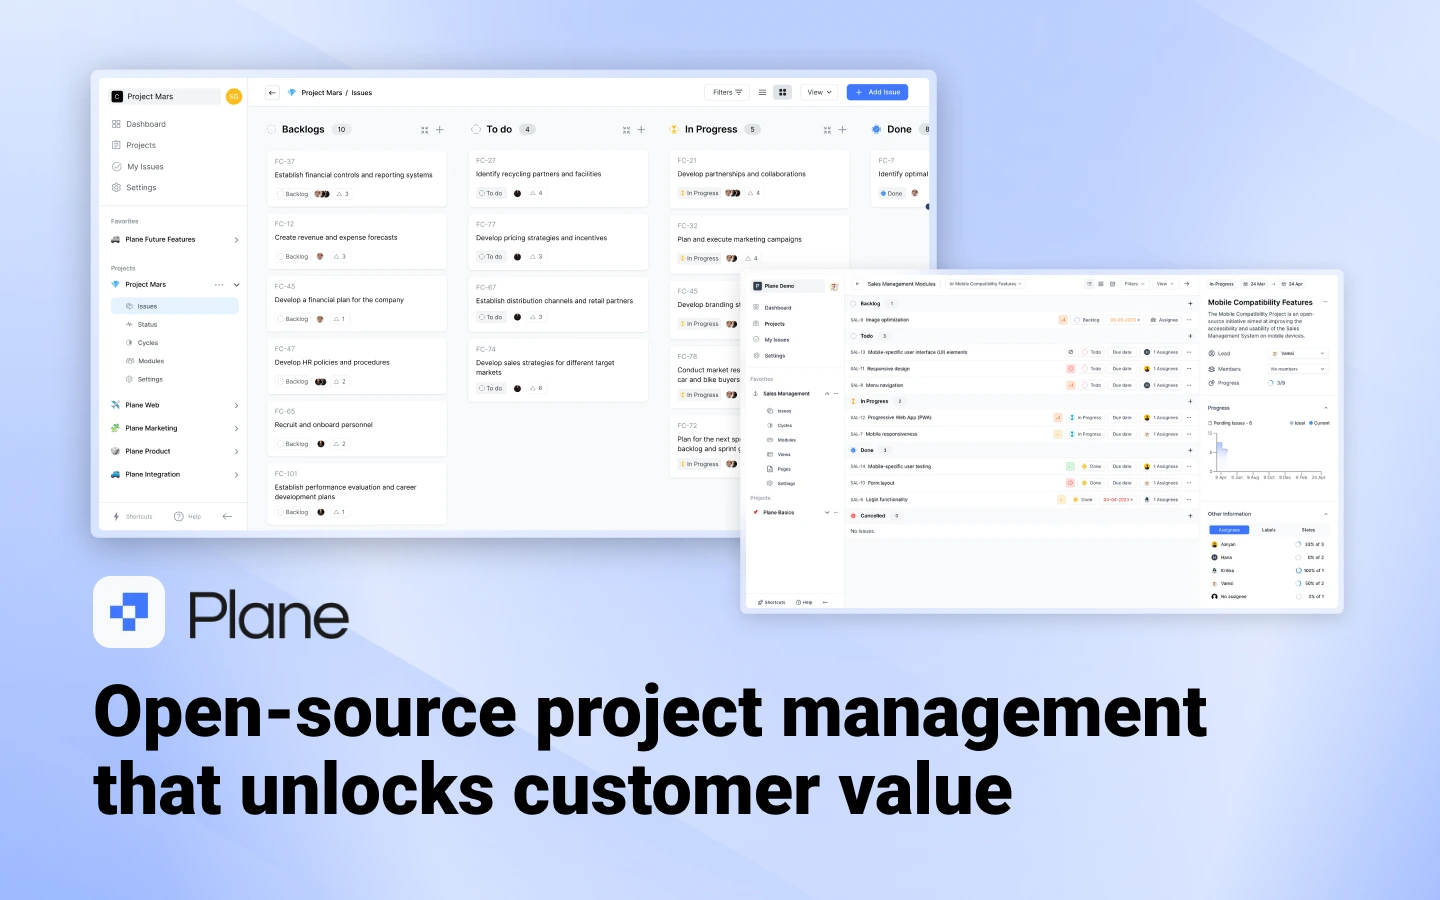 C Project Mars
SG
Dashboard
Projects
My Issues
Settings
Favorites
Plane Future Features
Projects
Project Mars
Issues
Status
Cycles
Modules
Settings
Plane Web
Plane Marketing
Plane Product
Plane Integration
Shortcuts
Help
Project Mars / Issues
Filters
View
Add Issue
Backlogs 10
FC-37
Establish financial controls and reporting systems
Backlog 3
FC-12
Create revenue and expense forecasts
Backlog 3
FC-45
Develop a financial plan for the company
Backlog 1
FC-47
Develop HR policies and procedures
Backlog 2
FC-65
Recruit and onboard personnel
Backlog 2
FC-101
Establish performance evaluation and career
development plans
Backlog 1
To do 4
FC-27
Identify recycling partners and facilities
To do 4
FC-77
Develop pricing strategies and incentives
To do 3
FC-67
Establish distribution channels and retail partners
To do 3
FC-74
Develop sales strategies for different target
markets
To do 6
In Progress 5
FC-21
Develop partnerships and collaborations
In Progress 4
FC-32
Plan and execute marketing campaigns
In Progress 4
FC-45
Develop branding st
In Progress
FC-78
Conduct market res
car and bike buyers
In Progress
FC-72
Plan for the next sp
backlog and sprint g
In Progress
Done 8
FC-7
Identify optimal
Done
P Plane Demo
Dashboard
Projects
My Issues
Settings
Favorites
Sales Management
Issues
Cycles
Modules
Views
Pages
Settings
Projects
Plane Basics
Shortcuts
Help
Sales Management Modules
Mobile Compatibility Features
Filters
View
Backlog 1
SAL-9 Image optimization
Backlog
Assignee
Todo 3
SAL-13 Mobile-specific user interface (UI) elements
Todo Due date 1 Assignees
SAL-11 Responsive design
Todo Due date 1 Assignees
SAL-8 Menu navigation
Todo Due date 1 Assignees
In Progress 2
SAL-12 Progressive Web App (PWA)
In Progress Due date 1 Assignees
SAL-7 Mobile responsiveness
In Progress Due date 1 Assignees
Done 3
SAL-14 Mobile-specific user testing
Done Due date 1 Assignees
SAL-10 Form layout
Done Due date 1 Assignees
SAL-6 Login functionality
Done 04-04-2023 1 Assignees
Cancelled 0
No issues.
In-Progress 24 Mar 24 Apr
Mobile Compatibility Features
The Mobile Compatibility Project is an open-
source initiative aimed at improving the
accessibility and usability of the Sales
Management System on mobile devices.
Lead Vamsi
Members No members
Progress 3/9
Progress
Pending Issues - 6 Ideal Current
Other Information
Assignees Labels States
Aaryan 33% of 3
Hana 0% of 2
Krikka 100% of 1
Vamsi 50% of 2
No assignee 0% of 1
Plane
Open-source project management
that unlocks customer value